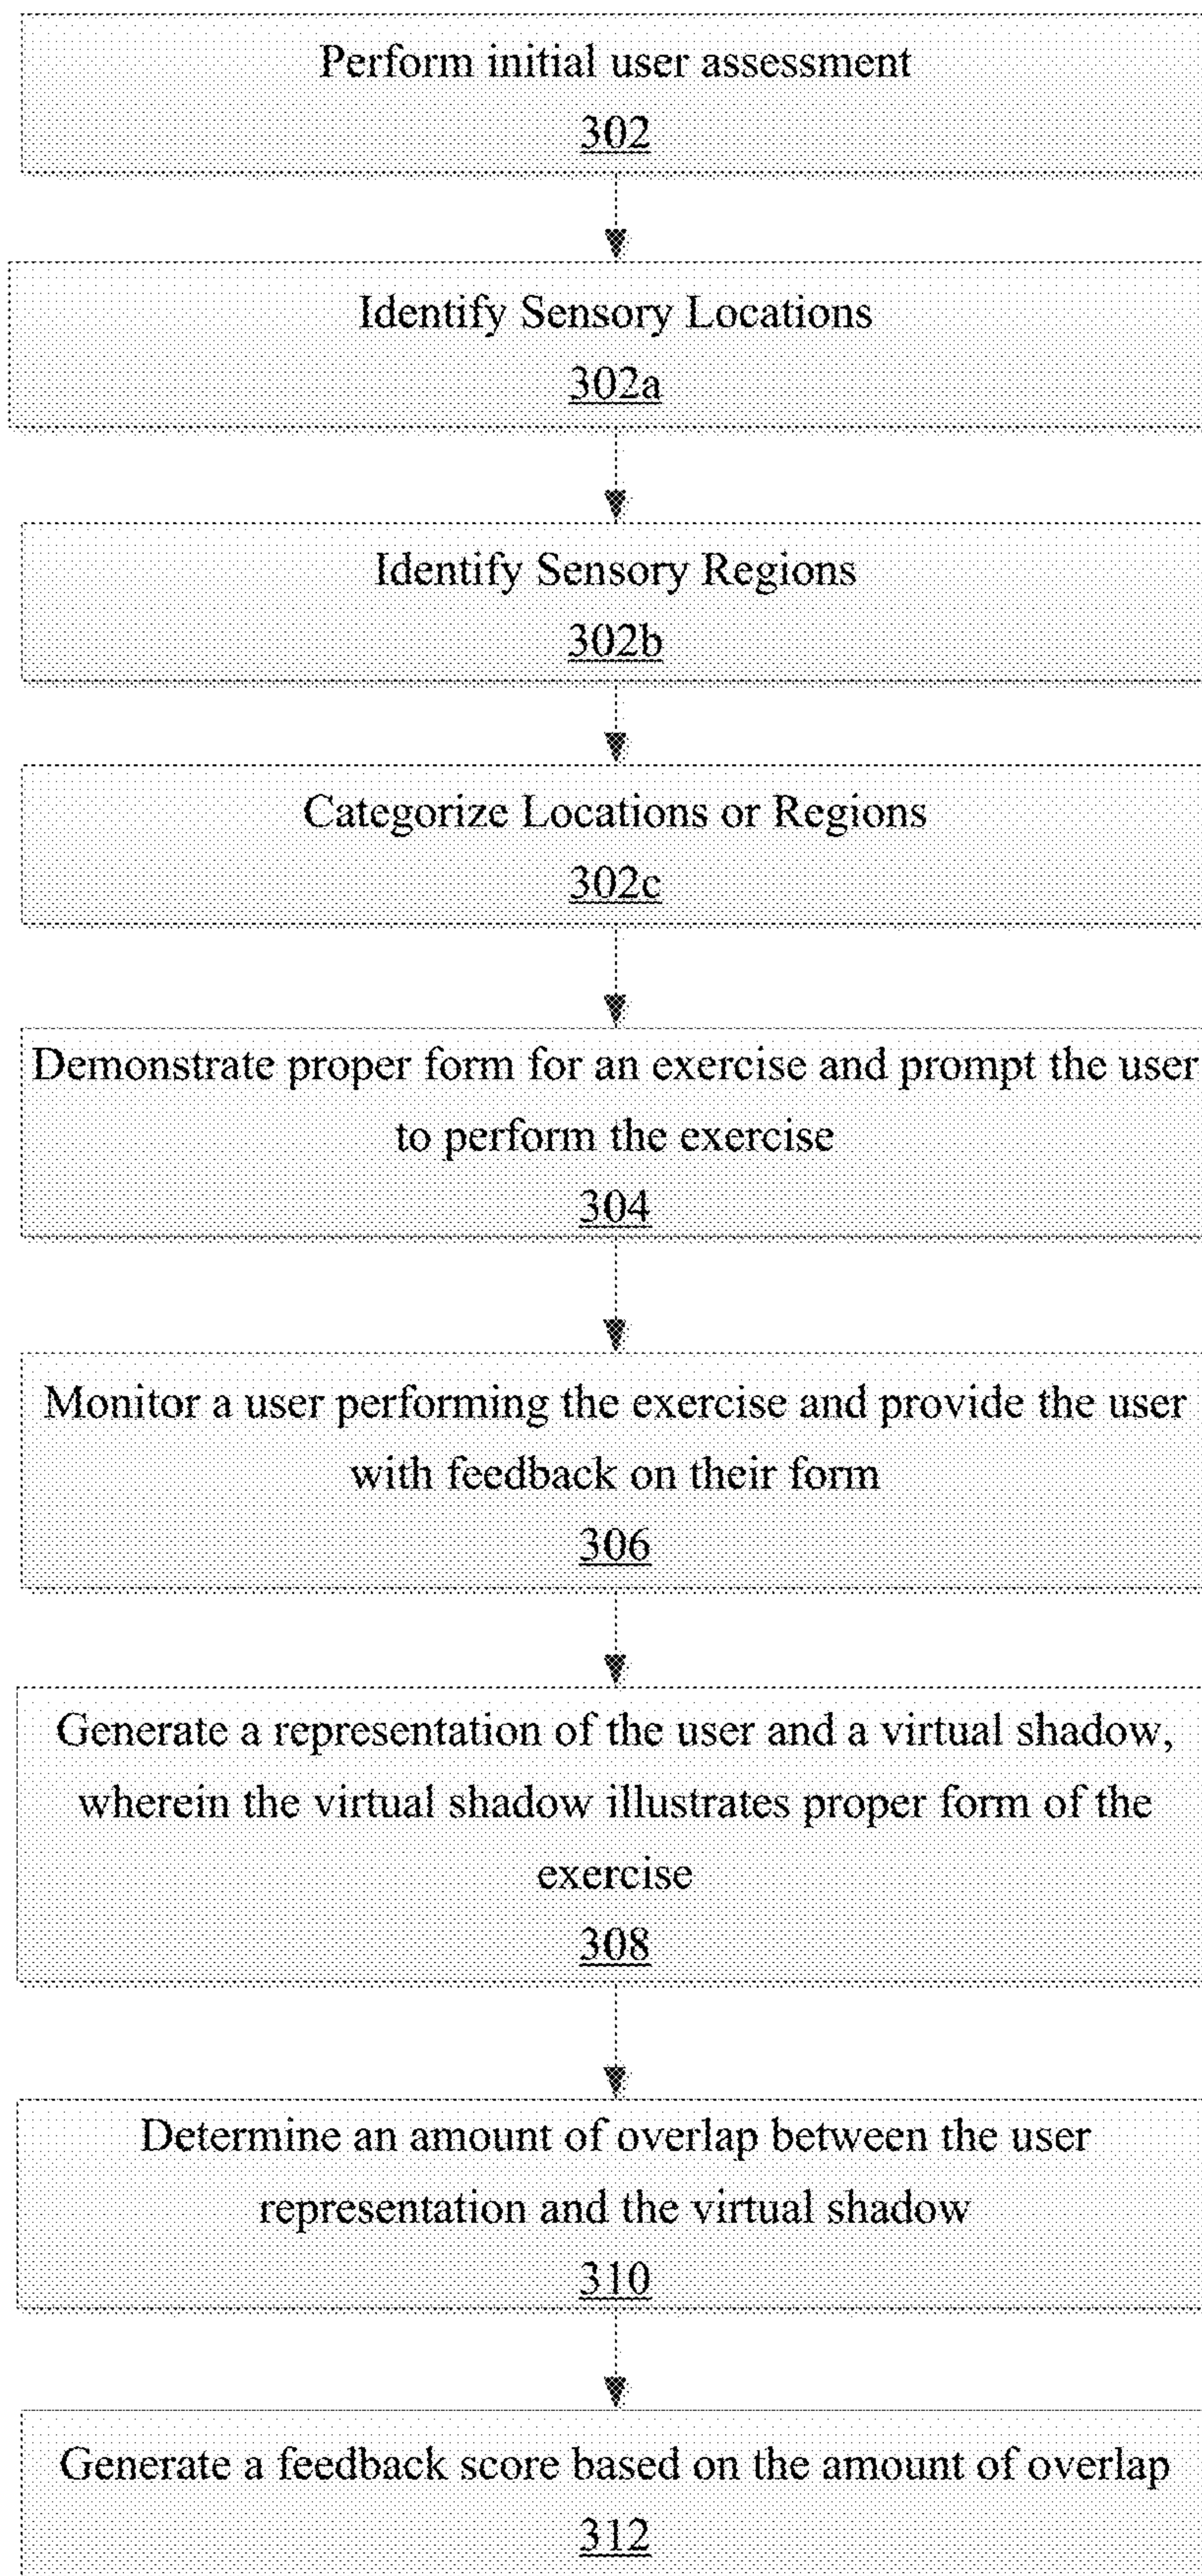 Perform initial user assessment
302
Identify Sensory Locations
302a
Identify Sensory Regions
302b
Categorize Locations or Regions
302c
Demonstrate proper form for an exercise and prompt the user
to perform the exercise
304
Monitor a user performing the exercise and provide the user
with feedback on their form
306
Generate a representation of the user and a virtual shadow,
wherein the virtual shadow illustrates proper form of the
exercise
308
Determine an amount of overlap between the user
representation and the virtual shadow
310
Generate a feedback score based on the amount of overlap
312